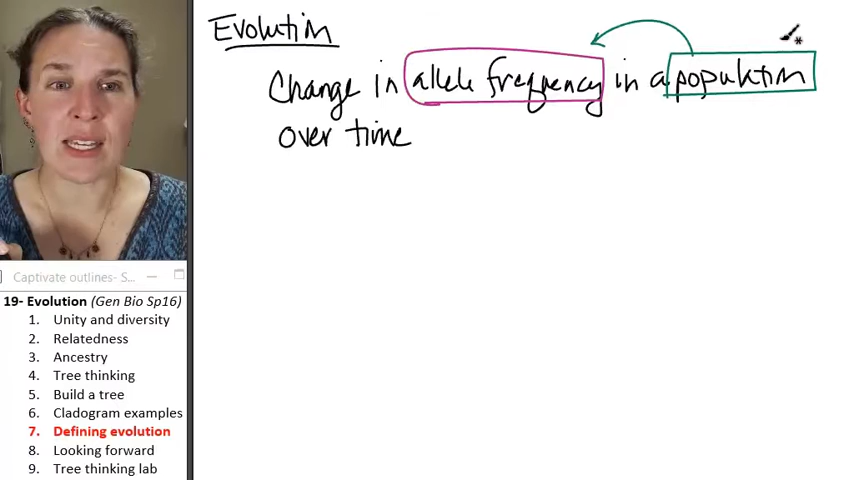 Evolution
Change in allele frequency in a population
over time
Captivate outlines- S...
19- Evolution (Gen Bio Sp16)
1. Unity and diversity
2. Relatedness
3. Ancestry
4. Tree thinking
5. Build a tree
6. Cladogram examples
7. Defining evolution
8. Looking forward
9. Tree thinking lab